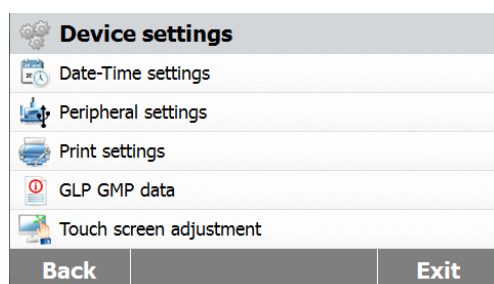 Device settings
Date-Time settings
Peripheral settings
Print settings
GLP GMP data
Touch screen adjustment
Back
Exit